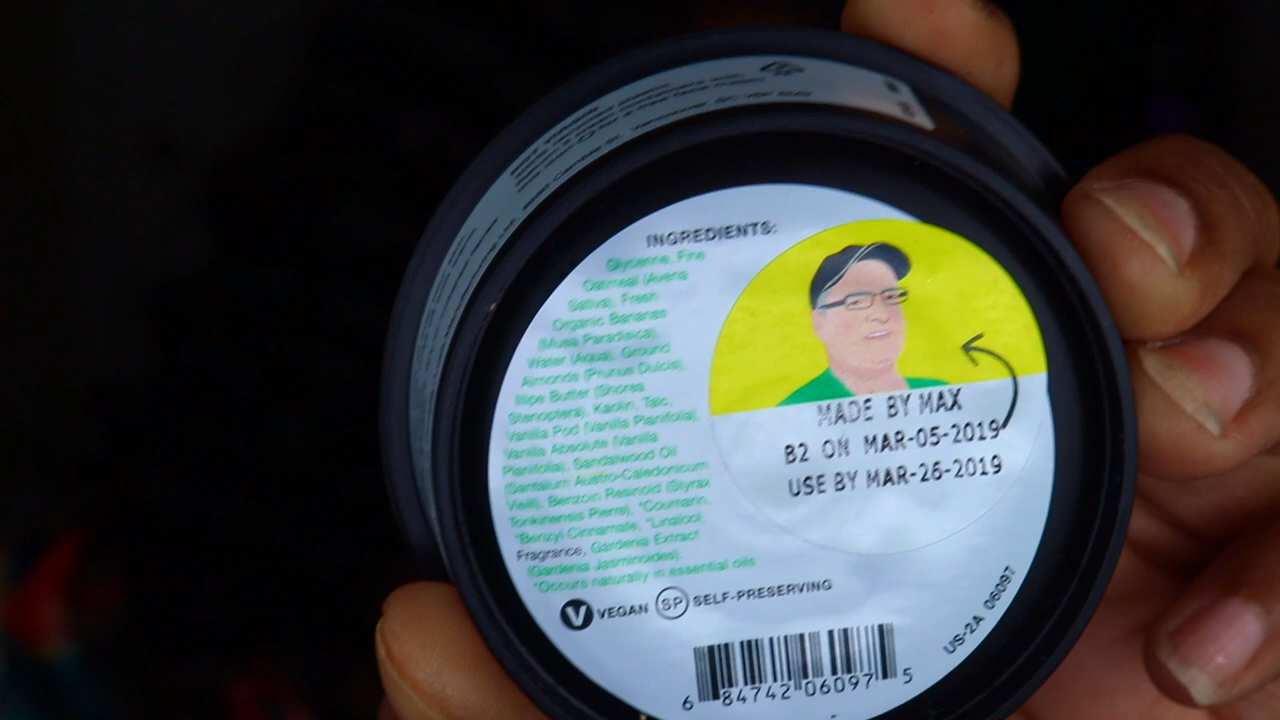 INGREDIENTS:
Glycerine, Fine
Oatmeal (Avena
Sativa), Fresh
Organic Bananas
(Musa Paradisica),
Water (Aqua), Ground
Almonds (Prunus Dulcis),
Illipe Butter (Shorea
Stenoptera), Kaolin, Talc,
Vanilla Pod (Vanilla Planifolia),
Vanilla Absolute (Vanilla
Planifolia), Sandalwood Oil
(Santalum Austro-Caledonicum
Vieill), Benzoin Resinoid (Styrax
Tonkinensis Pierre), *Coumarin,
*Benzyl Cinnamate, *Linalool,
Fragrance, Gardenia Extract
(Gardenia Jasminoides).
*Occurs naturally in essential oils
V VEGAN SP SELF-PRESERVING
MADE BY MAX
B2 ON MAR-05-2019
USE BY MAR-26-2019
US-2A 06097
6 84742 06097 5